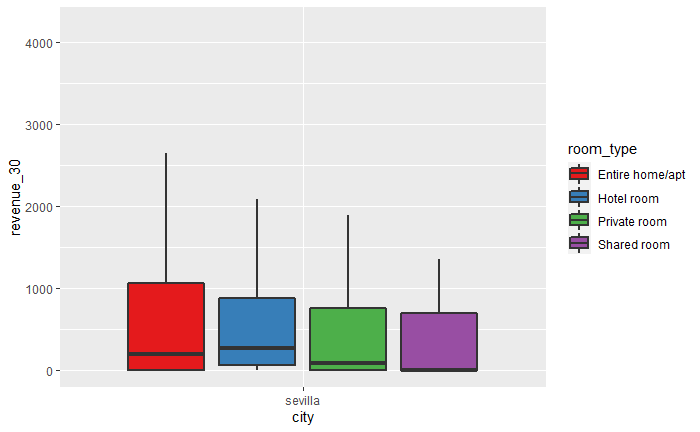 4000
3000
2000
1000
0
revenue_30
sevilla
city
room_type
Entire home/apt
Hotel room
Private room
Shared room